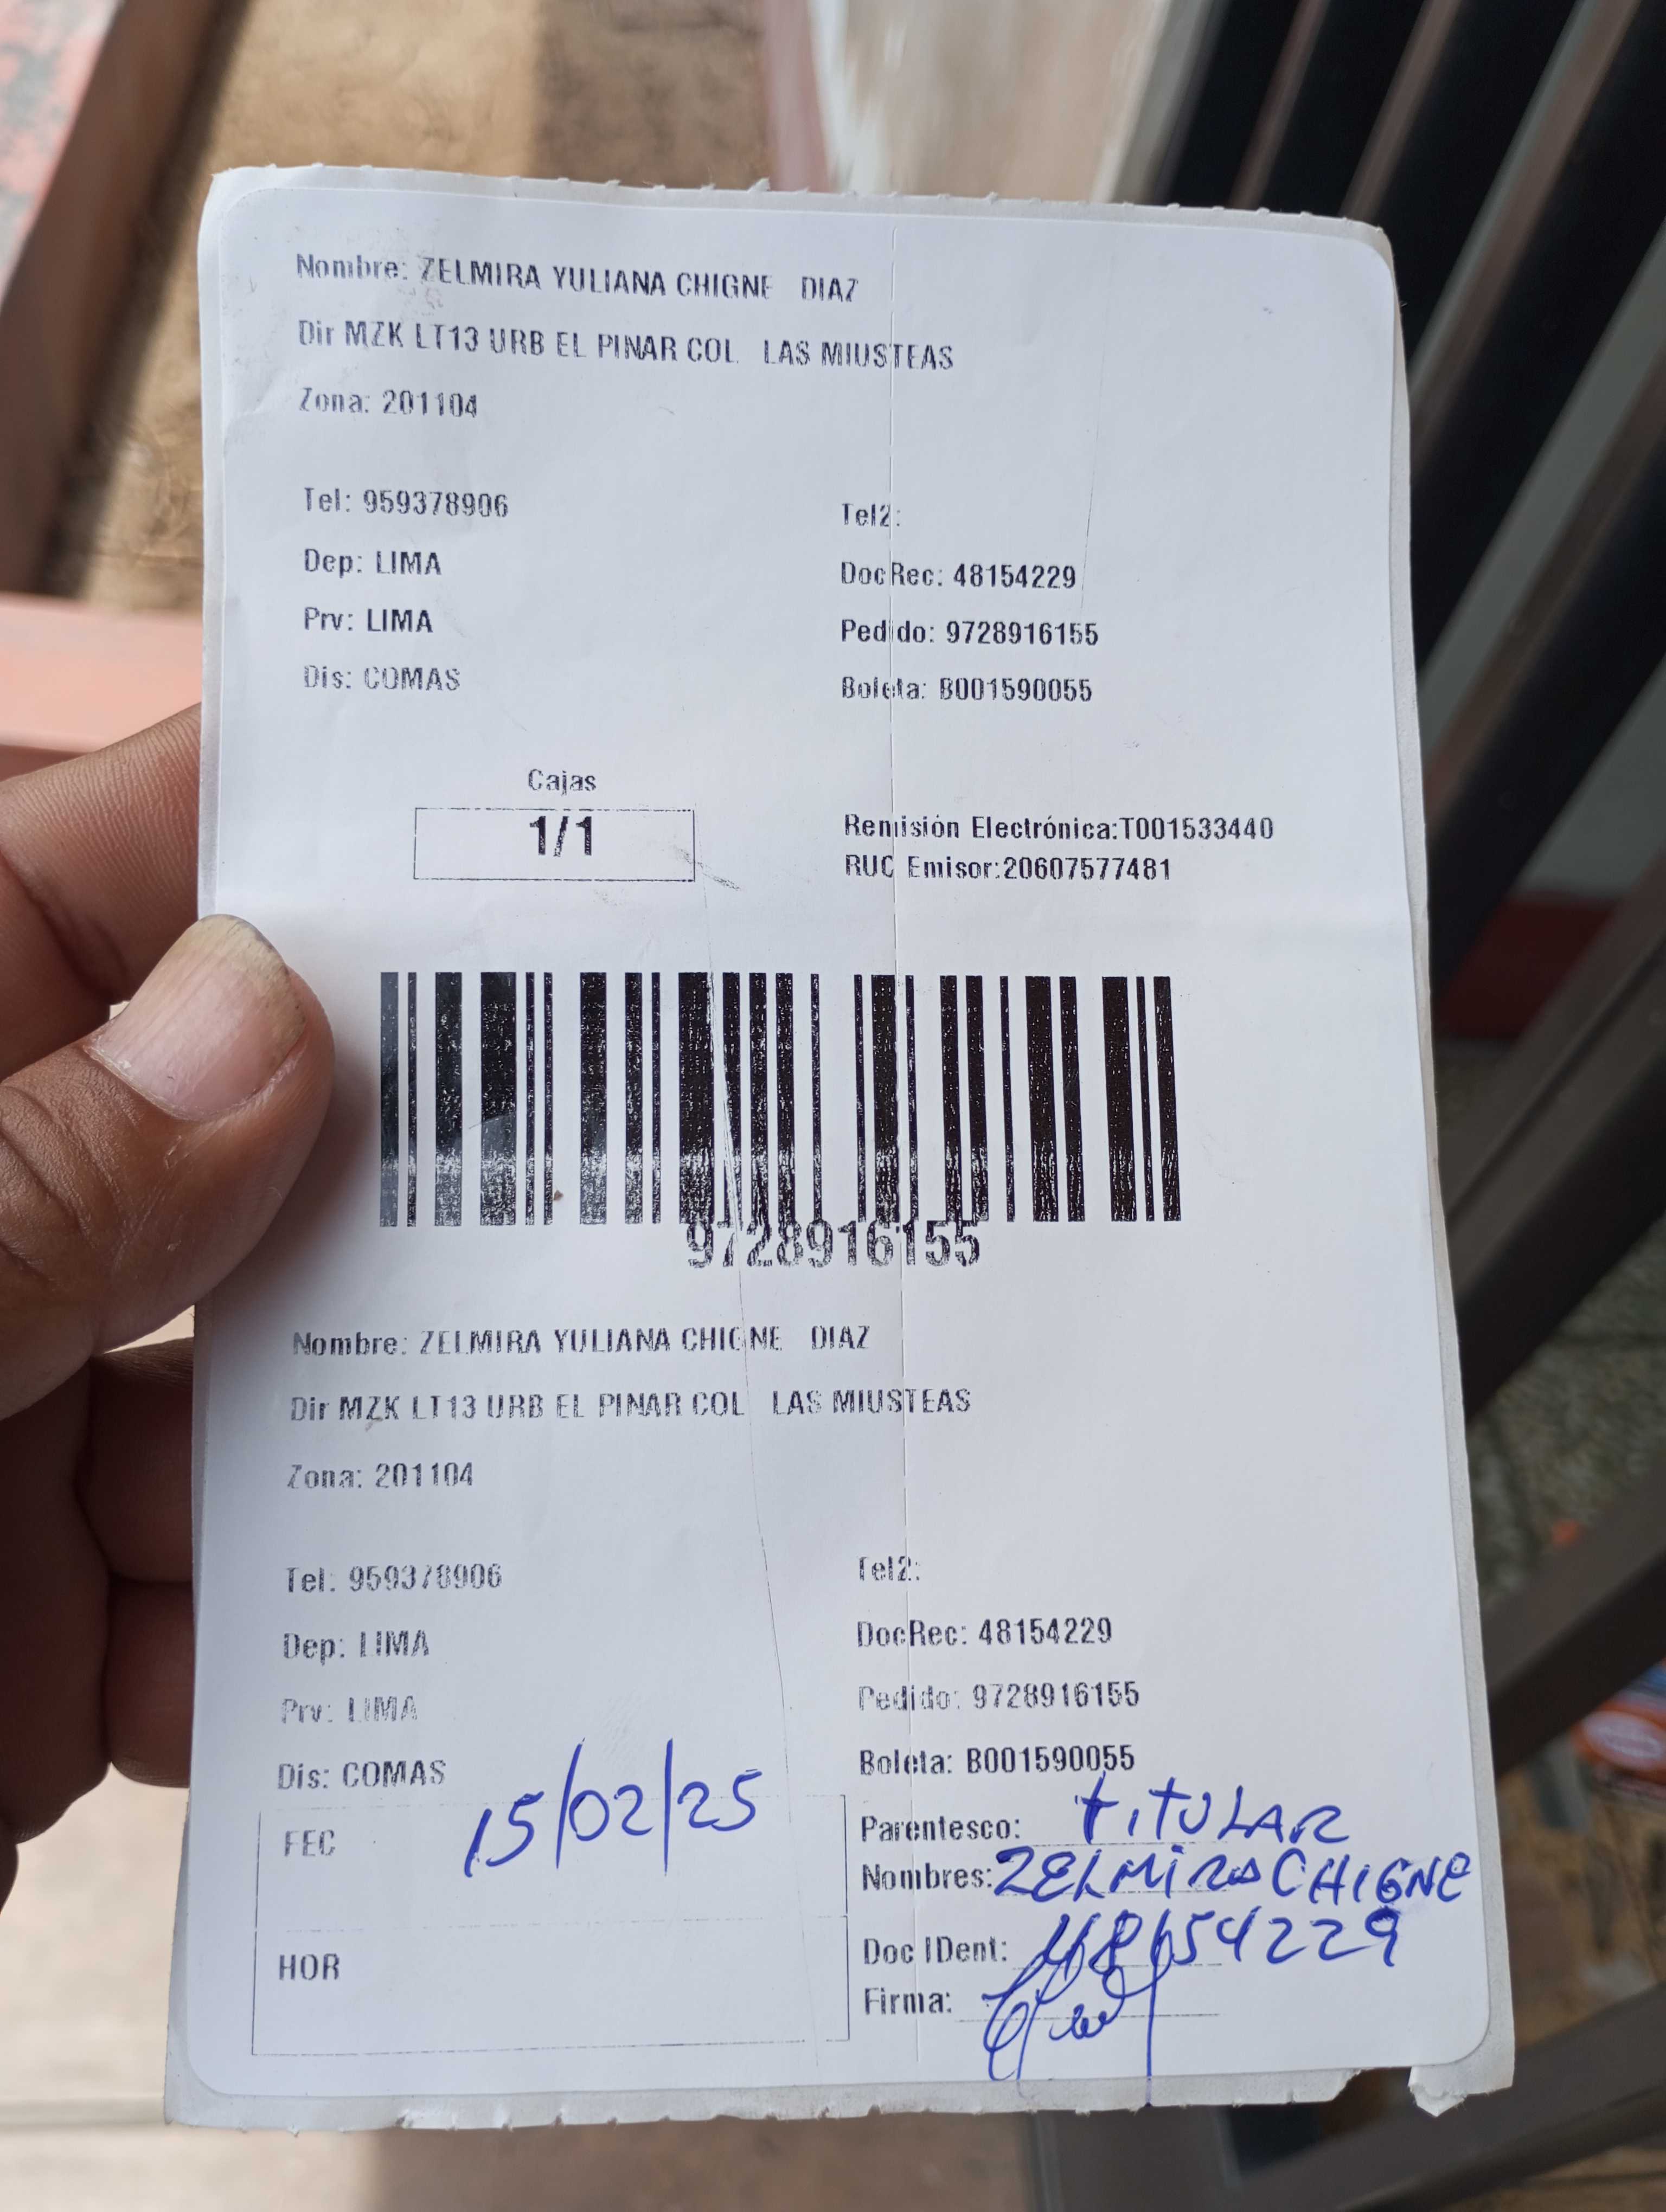 Nombre: ZELMIRA YULIANA CHIGNE DIAZ
Dir MZK LT13 URB EL PINAR COL LAS MIUSTEAS
Zona: 201104
Tel: 959378906
Tel2:
Dep: LIMA
DocRec: 48154229
Prv: LIMA
Pedido: 9728916155
Dis: COMAS
Boleta: B001590055
Cajas
1/1
Remisión Electrónica:T001533440
RUC Emisor:20607577481
9728916155
Nombre: ZELMIRA YULIANA CHIGNE DIAZ
Dir MZK LT13 URB EL PINAR COL LAS MIUSTEAS
Zona: 201104
Tel: 959378906
Tel2:
Dep: LIMA
DocRec: 48154229
Prv: LIMA
Pedido: 9728916155
Dis: COMAS
Boleta: B001590055
FEC 15/02/25
Parentesco: TITULAR
Nombres: ZELMIRA CHIGNE
HOR
Doc IDent: 48154229
Firma: